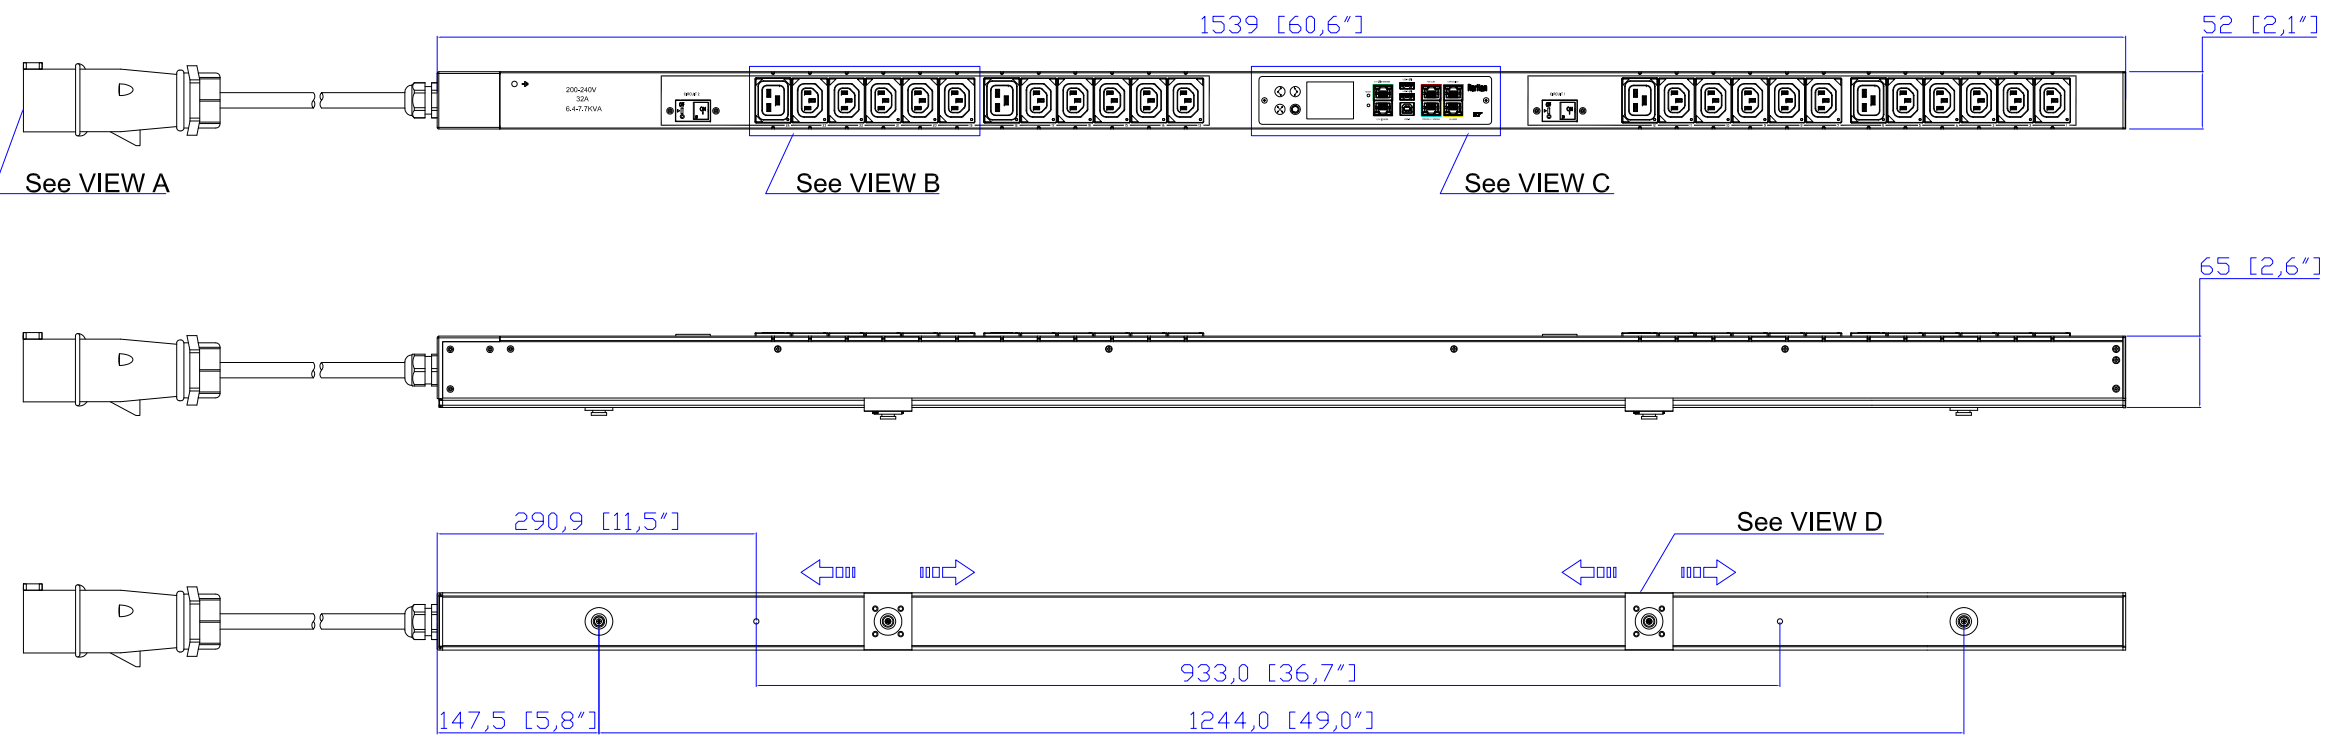 1539 [60,6"]
52 [2,1"]
200-240V
32A
6.4-7.7KVA
Raritan
See VIEW A
See VIEW B
See VIEW C
65 [2,6"]
290,9 [11,5"]
See VIEW D
933,0 [36,7"]
147,5 [5,8"]
1244,0 [49,0"]